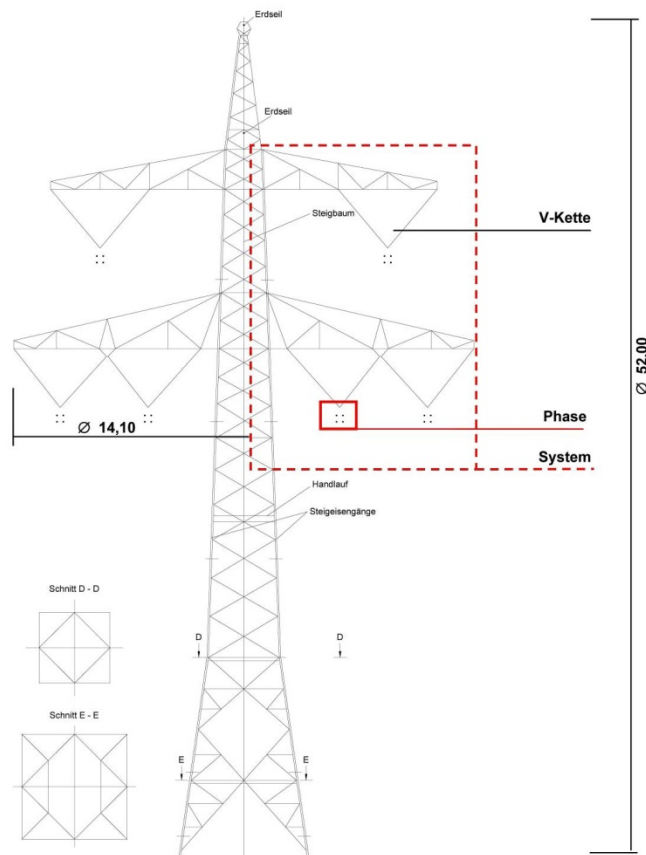 Erdseil
Erdseil
V-Kette
Steigbaum
Ø 52,00
Phase
Ø 14,10
System
Handlauf
Steigeisengänge
Schnitt D - D
D
D
Schnitt E - E
E
E